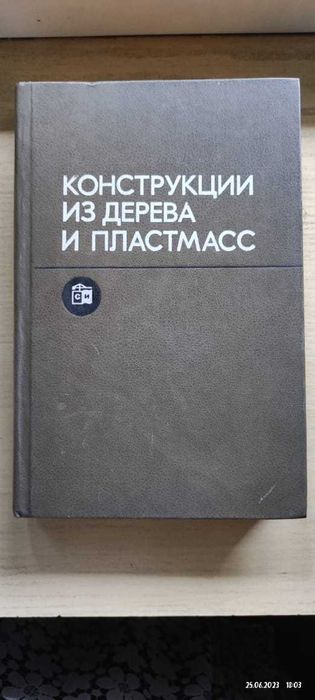 КОНСТРУКЦИИ
ИЗ ДЕРЕВА
И ПЛАСТМАСС
С И
25.06.2023 18:03